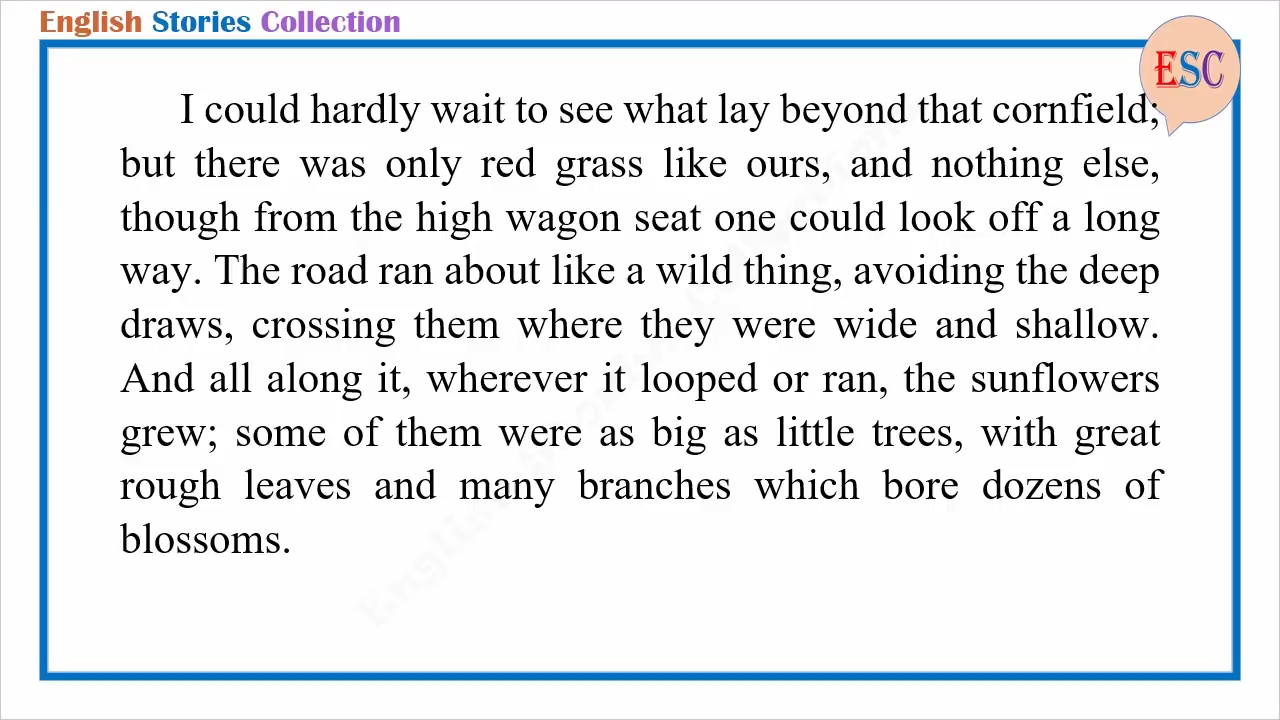 English Stories Collection
ESC
I could hardly wait to see what lay beyond that cornfield;
but there was only red grass like ours, and nothing else,
though from the high wagon seat one could look off a long
way. The road ran about like a wild thing, avoiding the deep
draws, crossing them where they were wide and shallow.
And all along it, wherever it looped or ran, the sunflowers
grew; some of them were as big as little trees, with great
rough leaves and many branches which bore dozens of
blossoms.